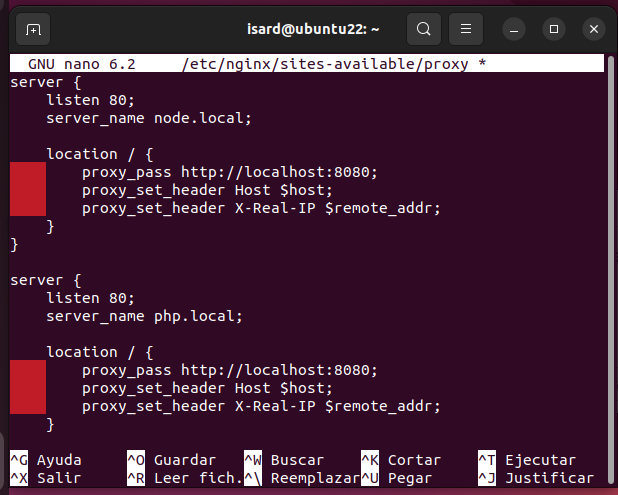 isard@ubuntu22: ~
GNU nano 6.2 /etc/nginx/sites-available/proxy *
server {
    listen 80;
    server_name node.local;

    location / {
        proxy_pass http://localhost:8080;
        proxy_set_header Host $host;
        proxy_set_header X-Real-IP $remote_addr;
    }
}

server {
    listen 80;
    server_name php.local;

    location / {
        proxy_pass http://localhost:8080;
        proxy_set_header Host $host;
        proxy_set_header X-Real-IP $remote_addr;
    }

^G Ayuda ^O Guardar ^W Buscar ^K Cortar ^T Ejecutar
^X Salir ^R Leer fich. ^\ Reemplazar ^U Pegar ^J Justificar